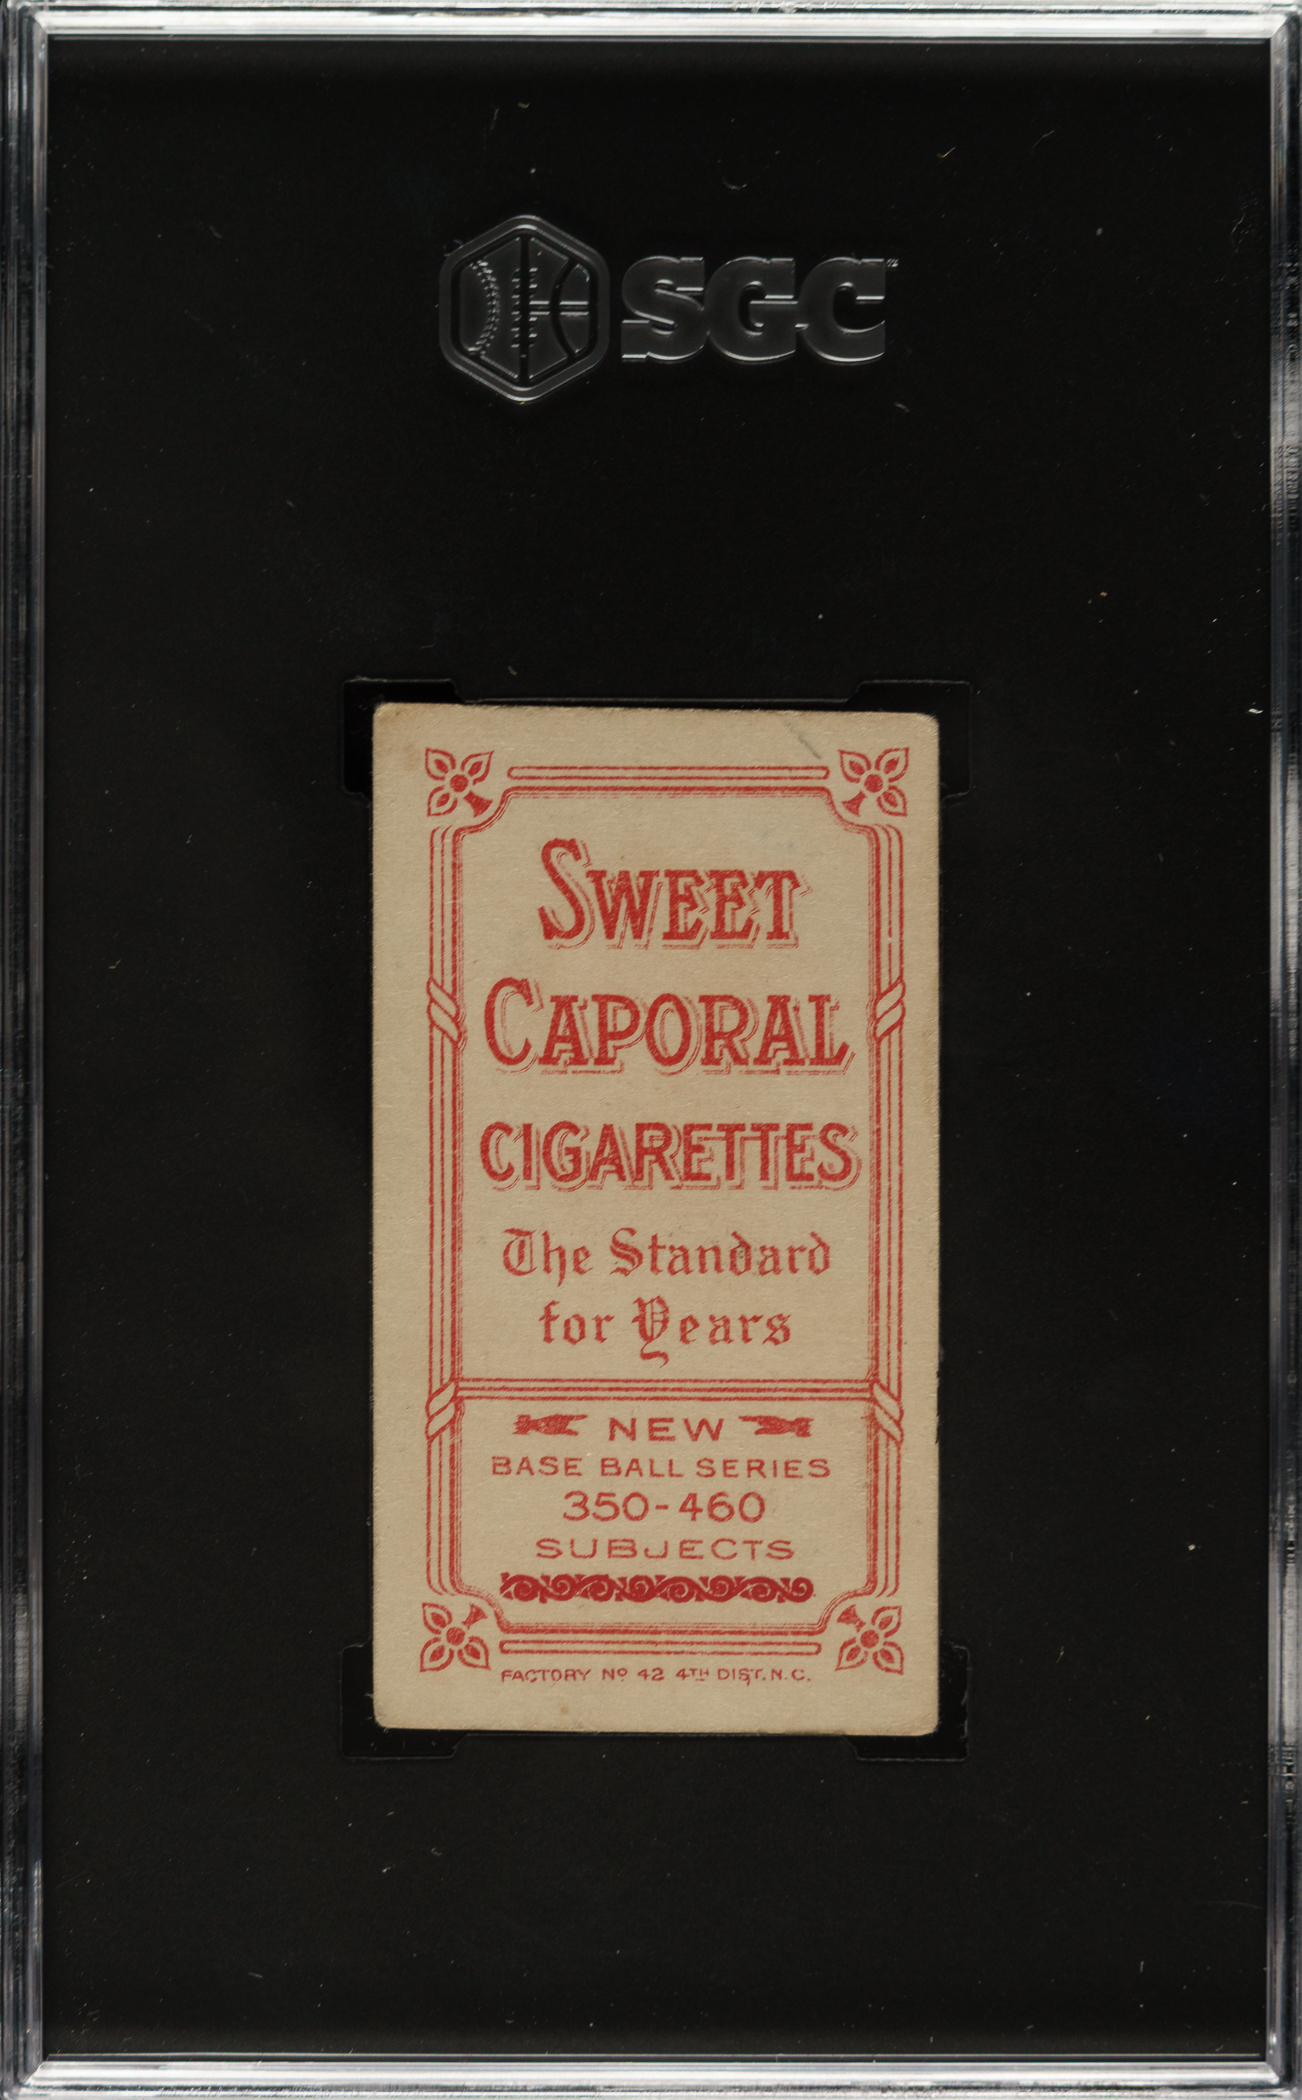 SGC
SWEET
CAPORAL
CIGARETTES
The Standard
for Years
NEW
BASE BALL SERIES
350-460
SUBJECTS
FACTORY Nº 42 4TH DIST. N. C.